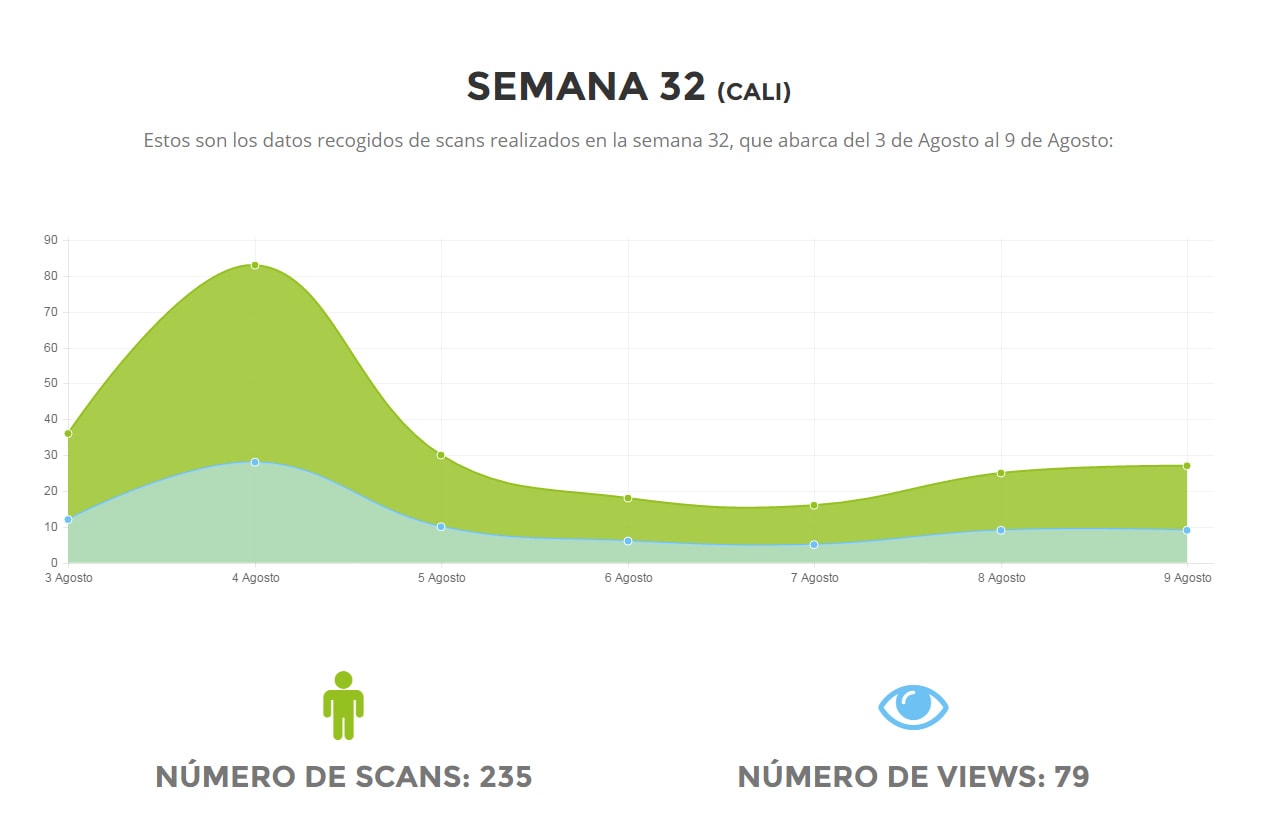 SEMANA 32 (CALI)
Estos son los datos recogidos de scans realizados en la semana 32, que abarca del 3 de Agosto al 9 de Agosto:
90
80
70
60
50
40
30
20
10
0
3 Agosto 4 Agosto 5 Agosto 6 Agosto 7 Agosto 8 Agosto 9 Agosto
NÚMERO DE SCANS: 235 NÚMERO DE VIEWS: 79